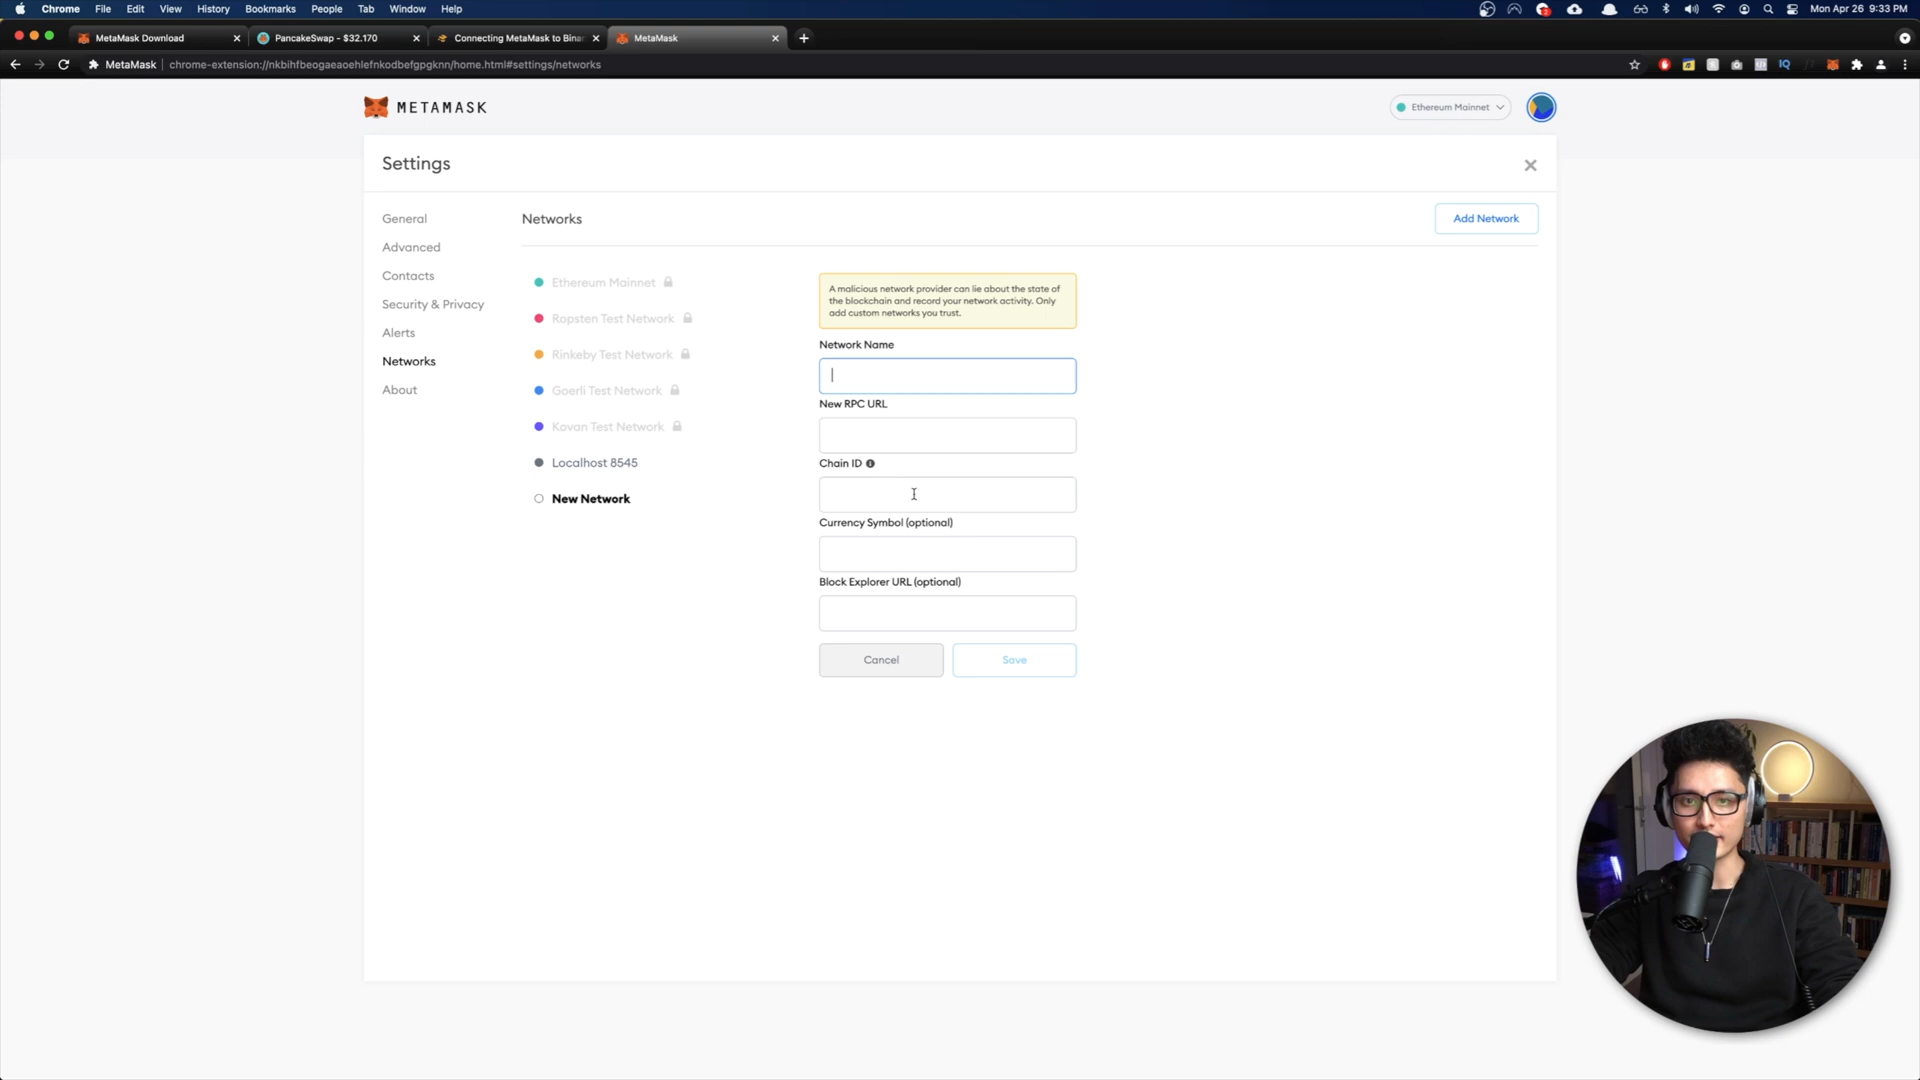 Chrome File Edit View History Bookmarks People Tab Window Help Mon Apr 26 9:33 PM
MetaMask Download PancakeSwap - $32.170 Connecting MetaMask to Binan MetaMask
MetaMask chrome-extension://nkbihfbeogaeaoehlefnkodbefgpgknn/home.html#settings/networks
METAMASK
Ethereum Mainnet
Settings
General
Advanced
Contacts
Security & Privacy
Alerts
Networks
About
Networks
Add Network
Ethereum Mainnet
Ropsten Test Network
Rinkeby Test Network
Goerli Test Network
Kovan Test Network
Localhost 8545
New Network
A malicious network provider can lie about the state of
the blockchain and record your network activity. Only
add custom networks you trust.
Network Name
New RPC URL
Chain ID
Currency Symbol (optional)
Block Explorer URL (optional)
Cancel
Save